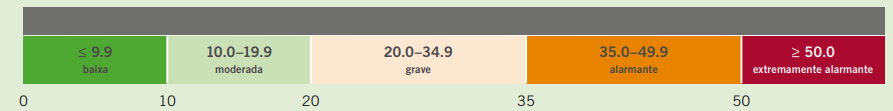 ≤ 9.9 10.0–19.9 20.0–34.9 35.0–49.9 ≥ 50.0
baixa moderada grave alarmante extremamente alarmante
0 10 20 35 50